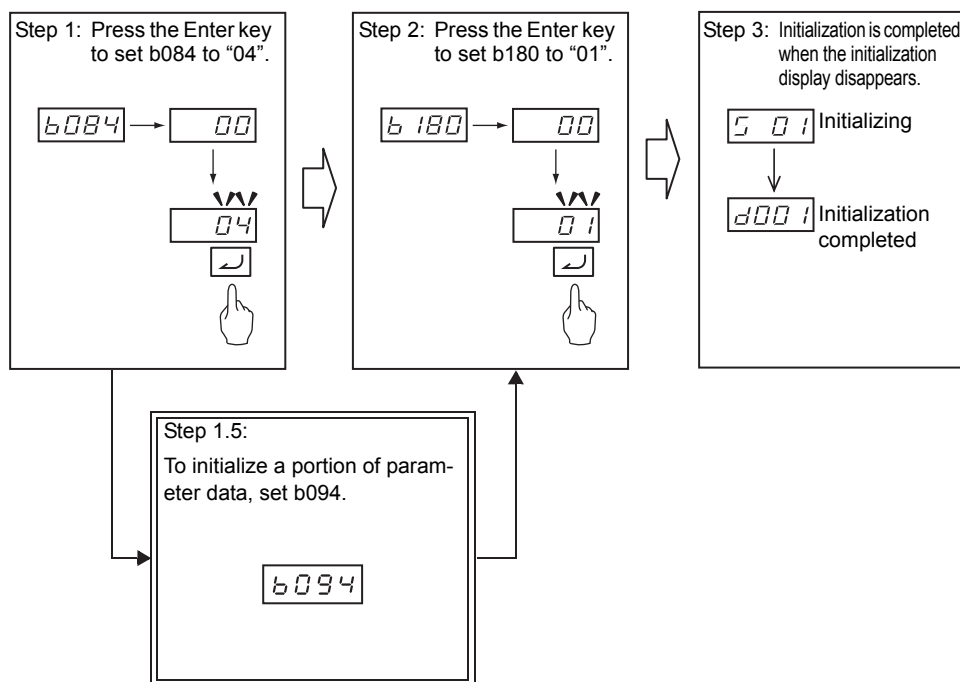 Step 1: Press the Enter key
to set b084 to “04”.
b084
00
04
Step 2: Press the Enter key
to set b180 to “01”.
b180
00
01
Step 3: Initialization is completed
when the initialization
display disappears.
5 01 Initializing
d001 Initialization
completed
Step 1.5:
To initialize a portion of param-
eter data, set b094.
b094